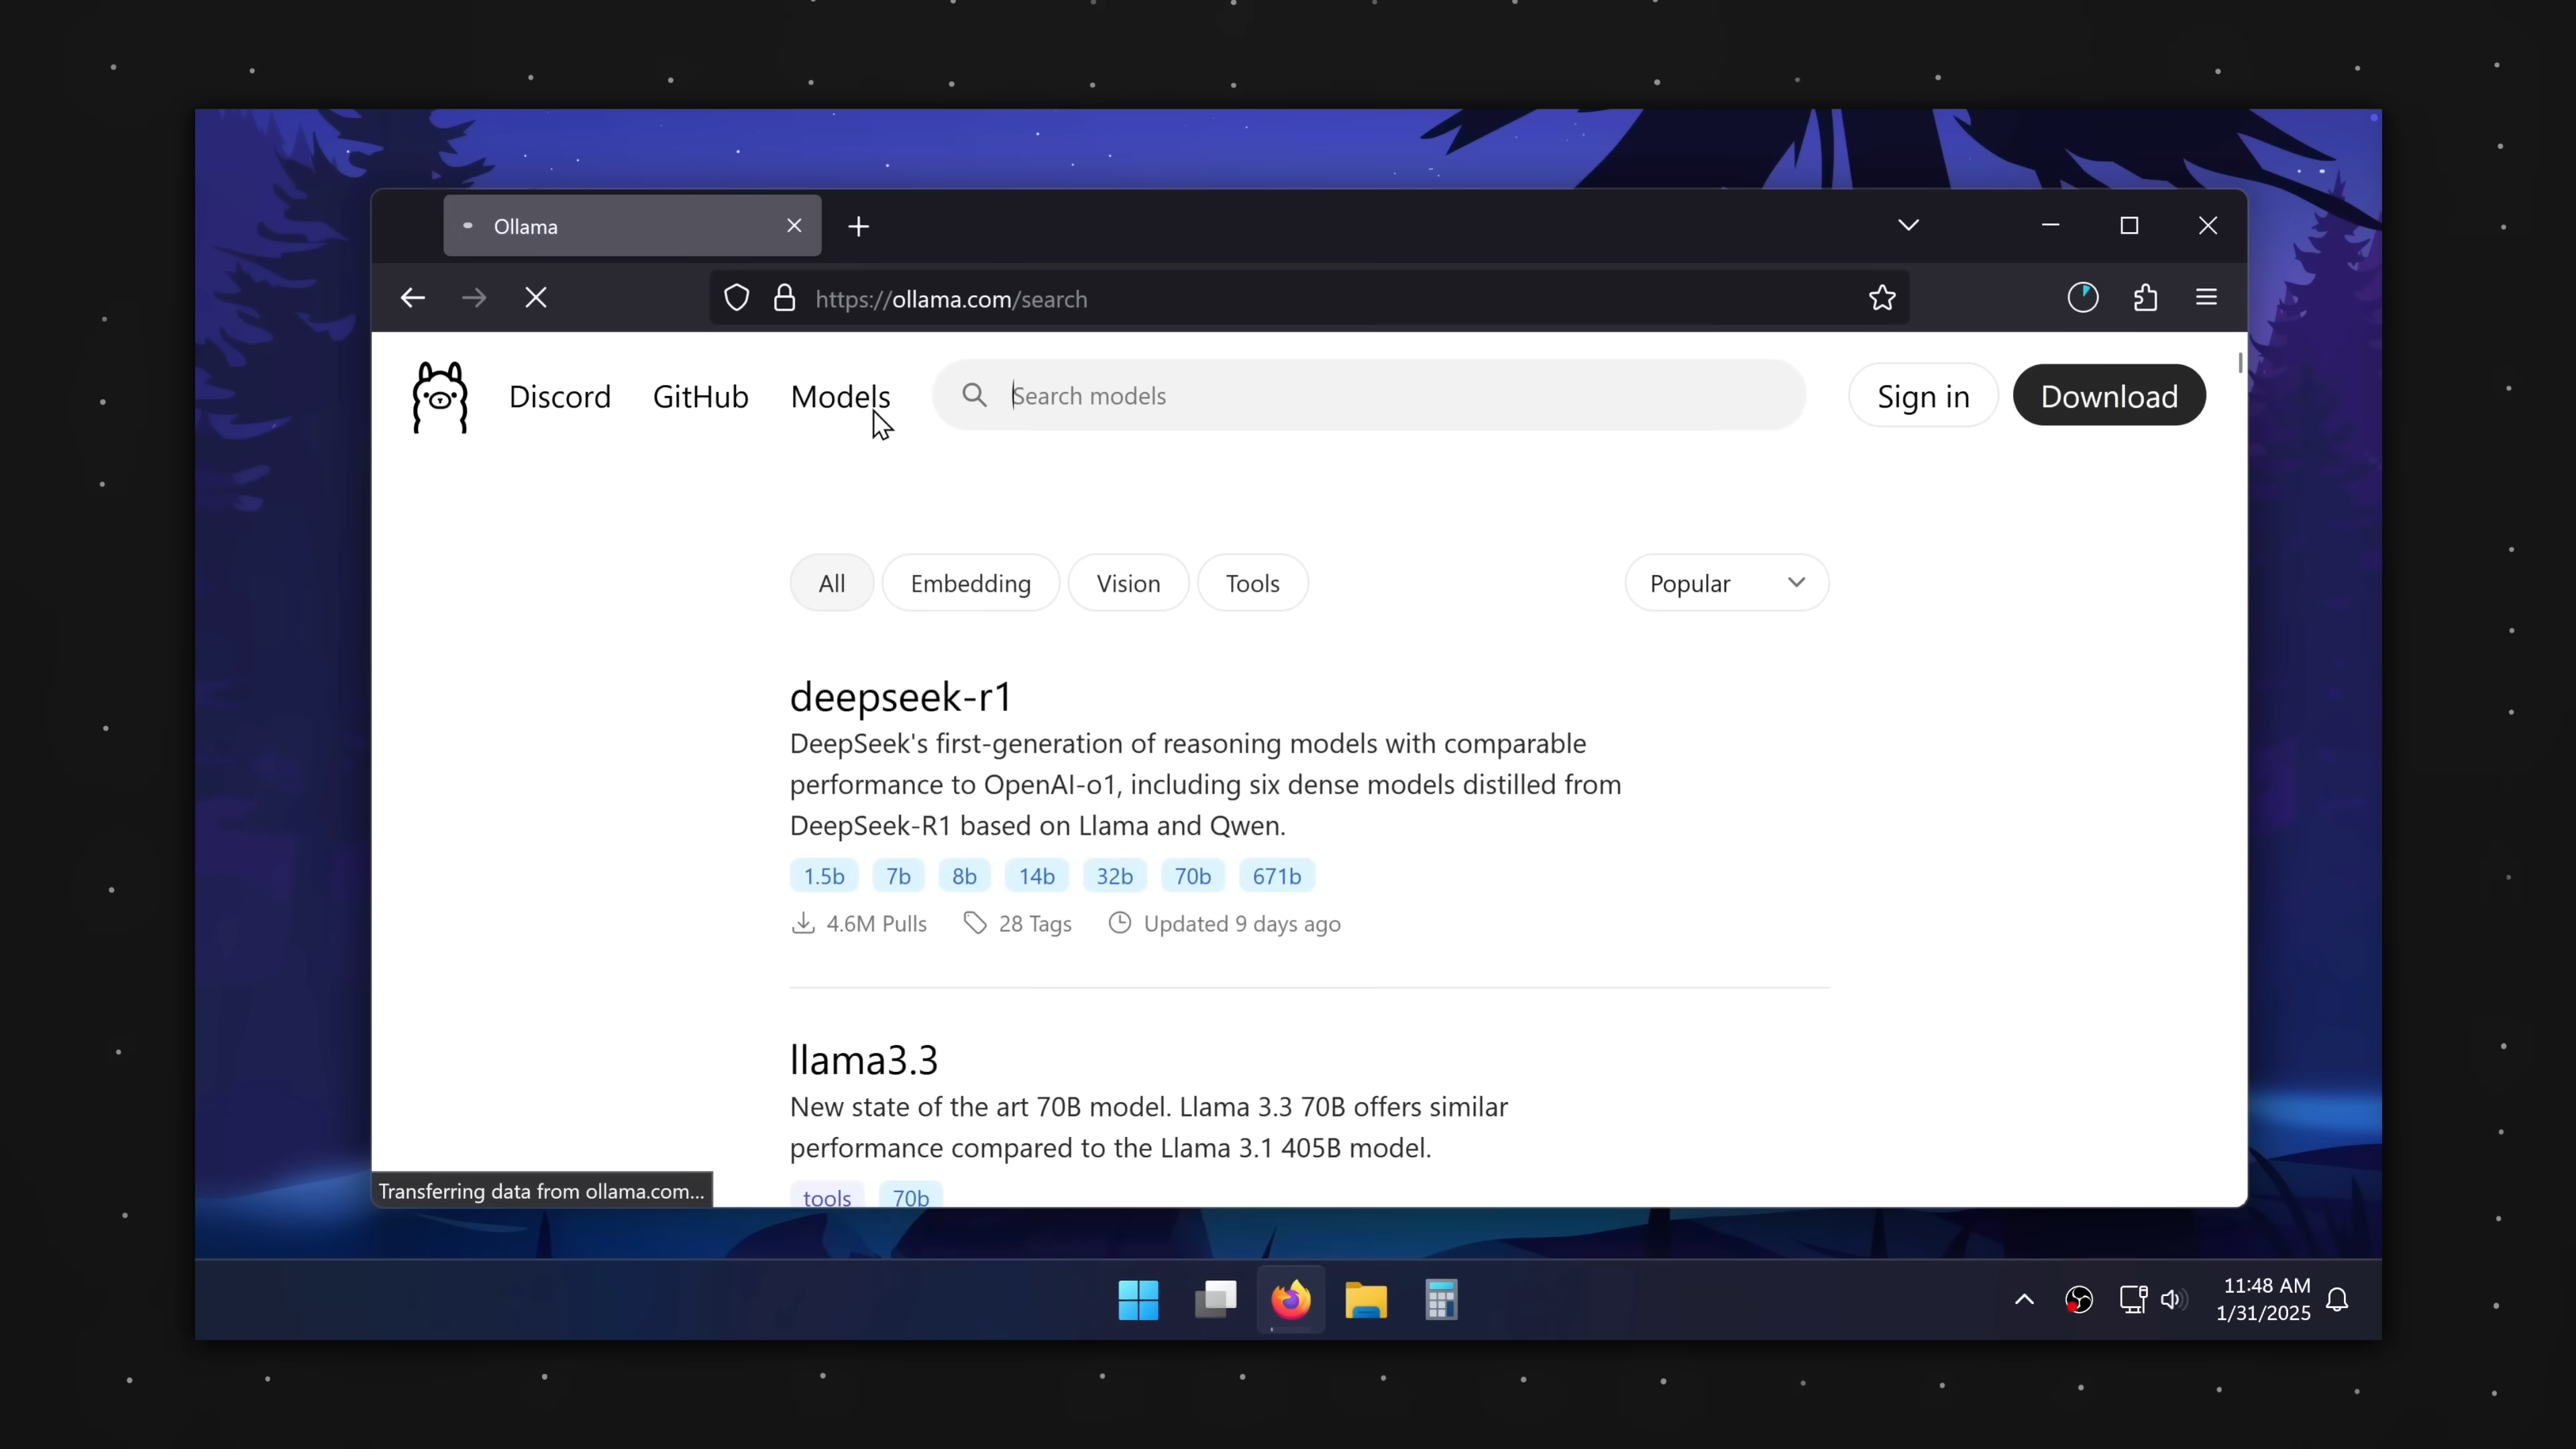 Ollama
https://ollama.com/search
Discord GitHub Models Search models Sign in Download
All Embedding Vision Tools Popular
deepseek-r1
DeepSeek's first-generation of reasoning models with comparable
performance to OpenAI-o1, including six dense models distilled from
DeepSeek-R1 based on Llama and Qwen.
1.5b 7b 8b 14b 32b 70b 671b
4.6M Pulls 28 Tags Updated 9 days ago
llama3.3
New state of the art 70B model. Llama 3.3 70B offers similar
performance compared to the Llama 3.1 405B model.
tools 70b
Transferring data from ollama.com...
11:48 AM
1/31/2025